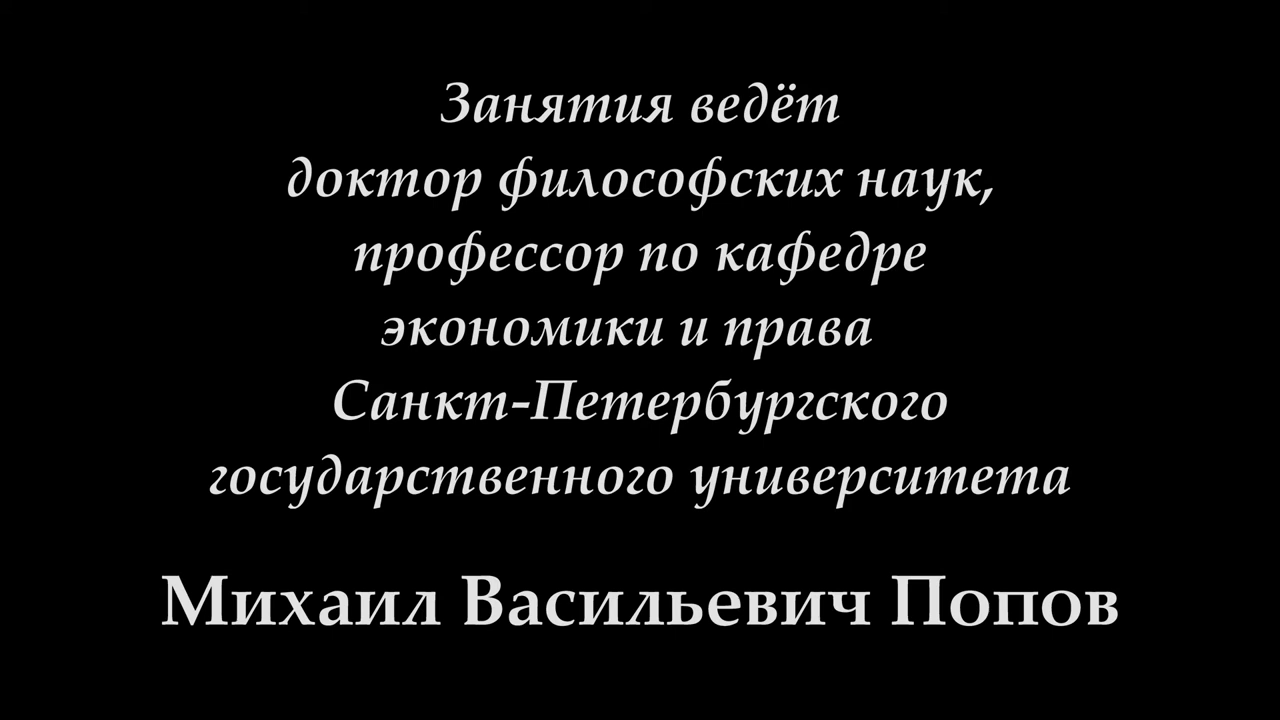 Занятия ведёт
доктор философских наук,
профессор по кафедре
экономики и права
Санкт-Петербургского
государственного университета
Михаил Васильевич Попов